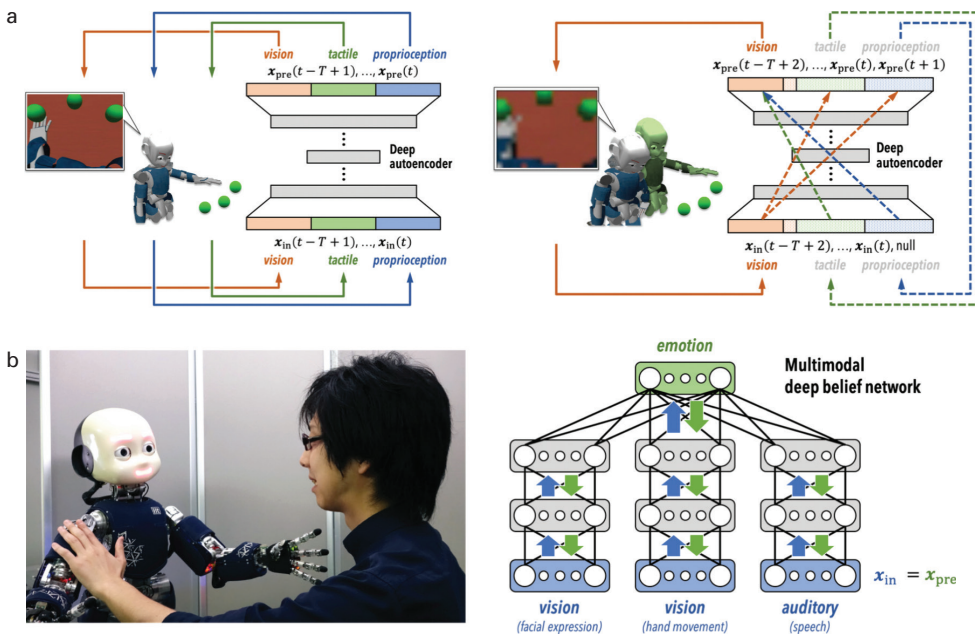 a
vision tactile proprioception
x_pre(t − T + 1), ..., x_pre(t)
Deep
autoencoder
x_in(t − T + 1), ..., x_in(t)
vision tactile proprioception
vision tactile proprioception
x_pre(t − T + 2), ..., x_pre(t), x_pre(t + 1)
Deep
autoencoder
x_in(t − T + 2), ..., x_in(t), null
vision tactile proprioception
b
emotion
Multimodal
deep belief network
x_in = x_pre
vision vision auditory
(facial expression) (hand movement) (speech)